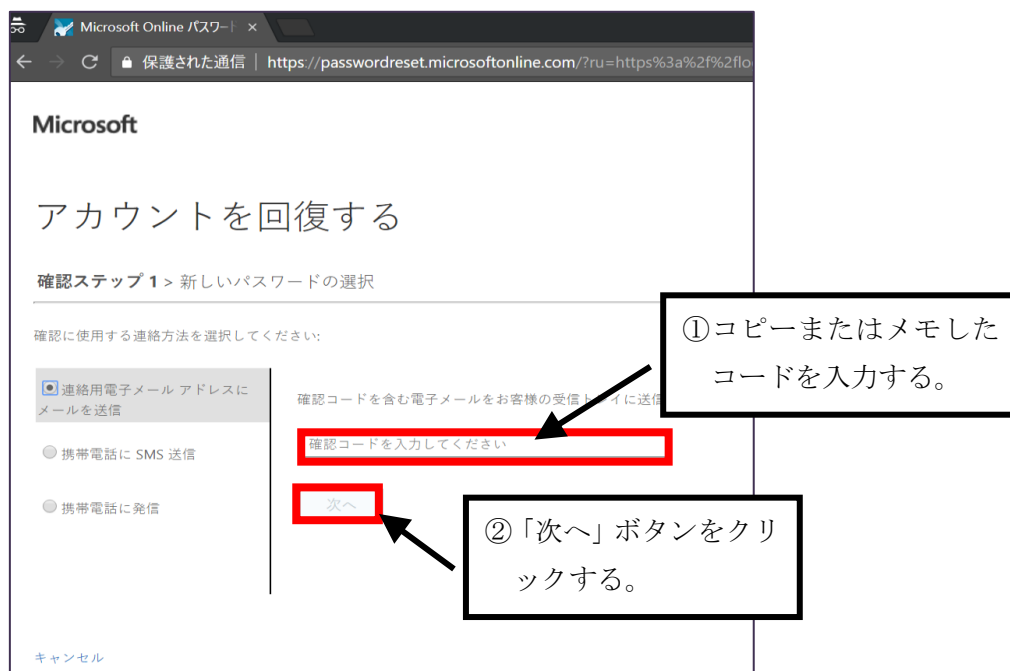 Microsoft Online パスワード ×
保護された通信 | https://passwordreset.microsoftonline.com/?ru=https%3a%2f%2flo
Microsoft
アカウントを回復する
確認ステップ 1 > 新しいパスワードの選択
確認に使用する連絡方法を選択してください:
①コピーまたはメモした
コードを入力する。
連絡用電子メール アドレスに
メールを送信
確認コードを含む電子メールをお客様の受信トレイに送信
確認コードを入力してください
携帯電話に SMS 送信
携帯電話に発信
次へ
②「次へ」ボタンをクリ
ックする。
キャンセル